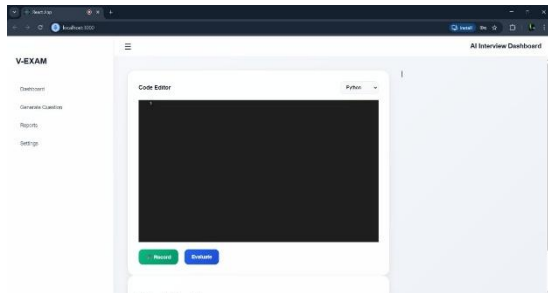 React App
localhost:3000
Install
AI Interview Dashboard
V-EXAM
Dashboard
Generate Question
Reports
Settings
Code Editor
Python
1
Record
Evaluate